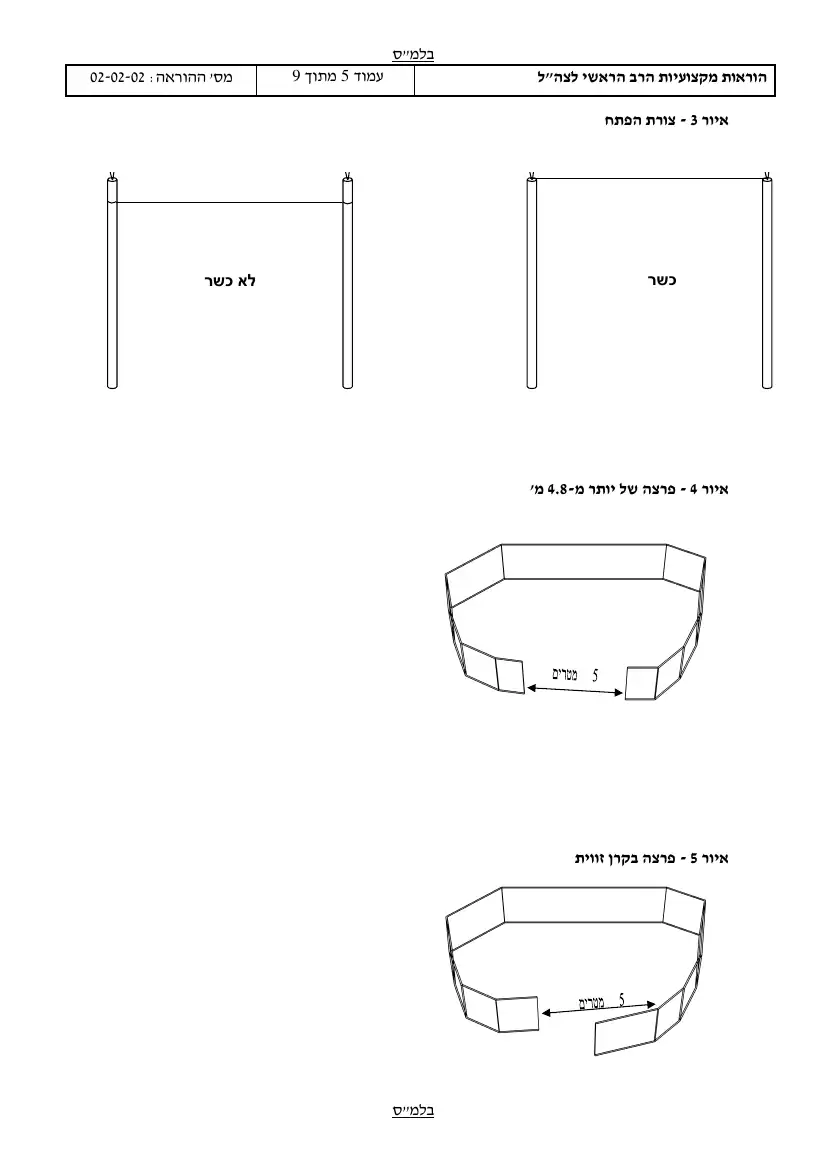 בלמ"ס
הוראות מקצועיות הרב הראשי לצה"ל עמוד 5 מתוך 9 מס' ההוראה: 02-02-02
איור 3 - צורת הפתח
כשר לא כשר
איור 4 - פרצה של יותר מ-4.8 מ'
5 מטרים
איור 5 - פרצה בקרן זווית
5 מטרים
בלמ"ס